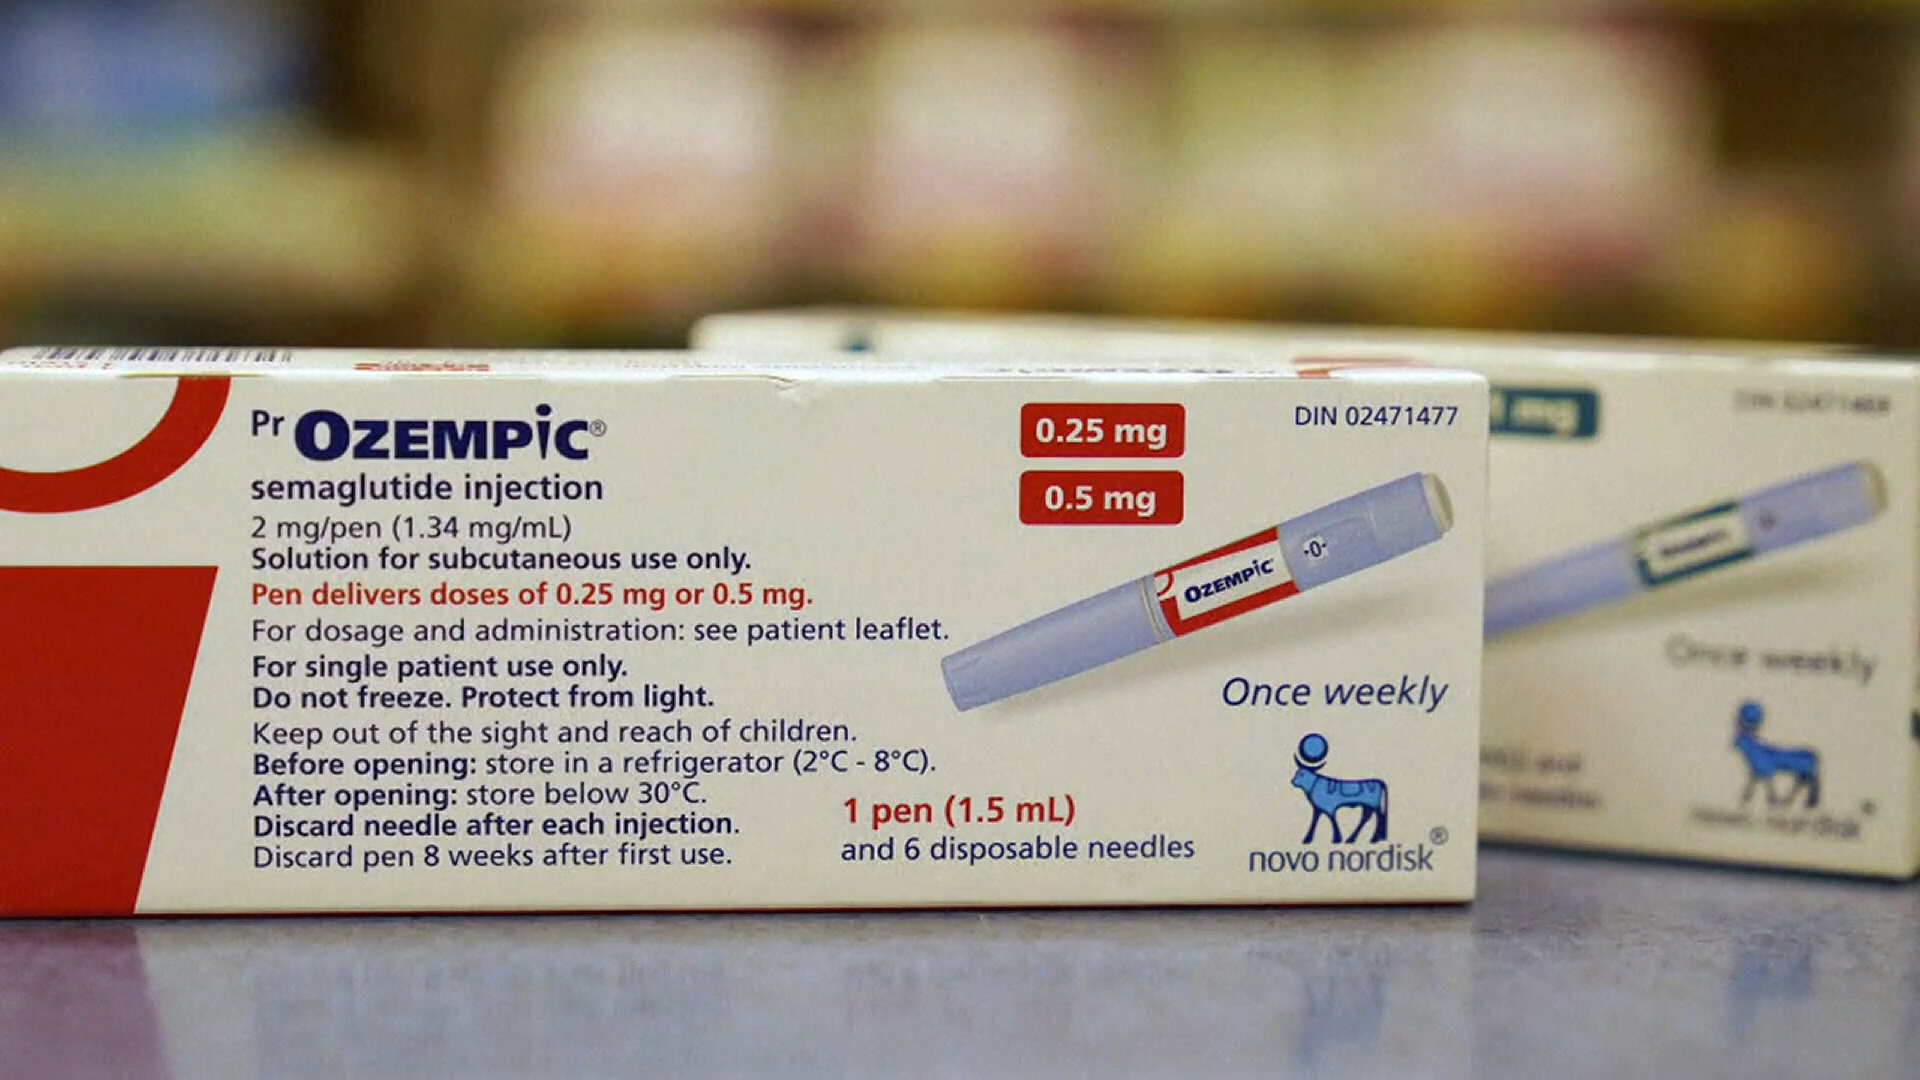 Pr OZEMPIC®
semaglutide injection
2 mg/pen (1.34 mg/mL)
Solution for subcutaneous use only.
Pen delivers doses of 0.25 mg or 0.5 mg.
For dosage and administration: see patient leaflet.
For single patient use only.
Do not freeze. Protect from light.
Keep out of the sight and reach of children.
Before opening: store in a refrigerator (2°C - 8°C).
After opening: store below 30°C.
Discard needle after each injection.
Discard pen 8 weeks after first use.
0.25 mg
0.5 mg
DIN 02471477
OZEMPIC
-0-
Once weekly
1 pen (1.5 mL)
and 6 disposable needles
novo nordisk®
mg
Once weekly
novo nordisk